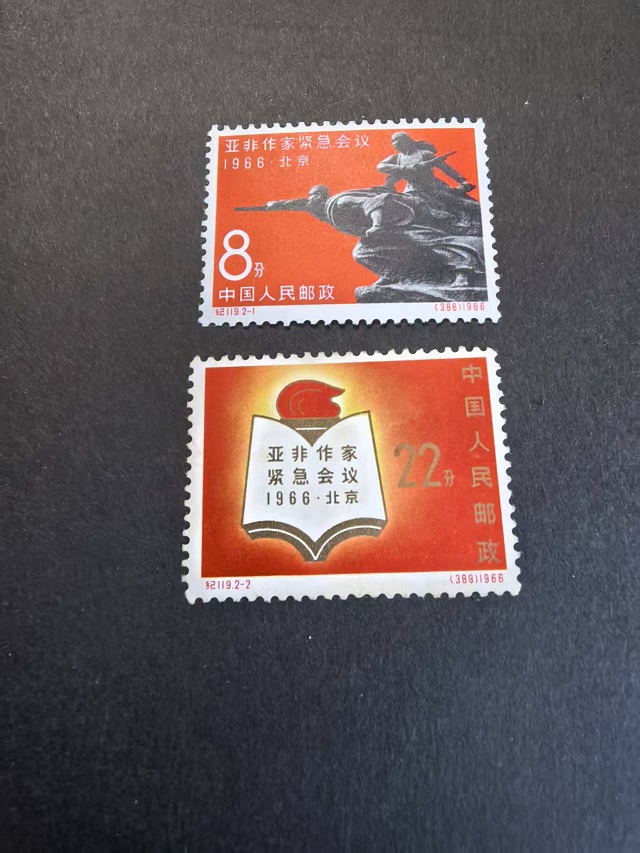 亚非作家紧急会议
1966·北京
8分
中国人民邮政
纪119.2-1
(388)1966
亚非作家
紧急会议
1966·北京
22分
中国人民邮政
纪119.2-2
(389)1966